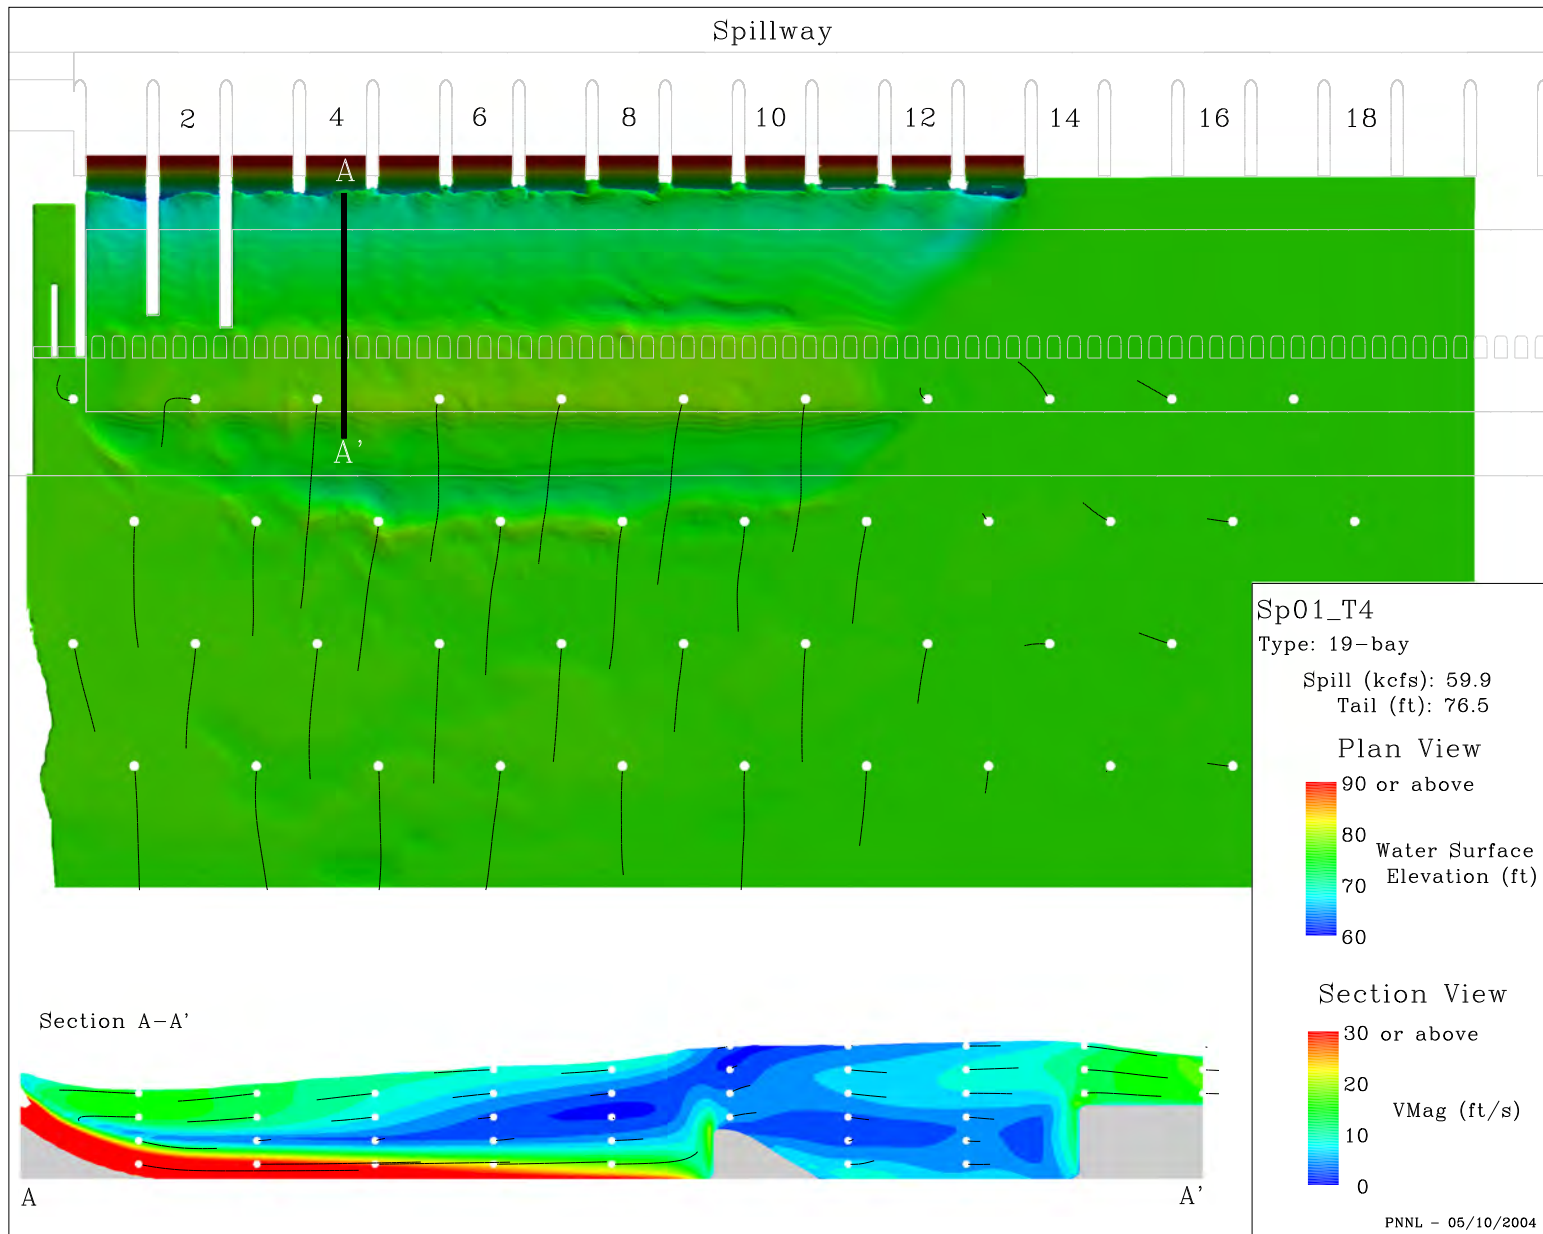 Spillway
2 4 6 8 10 12 14 16 18
A
A'
Sp01_T4
Type: 19-bay
Spill (kcfs): 59.9
Tail (ft): 76.5
Plan View
90 or above
80
Water Surface
Elevation (ft)
70
60
Section View
30 or above
20
VMag (ft/s)
10
0
Section A-A'
A
A'
PNNL - 05/10/2004